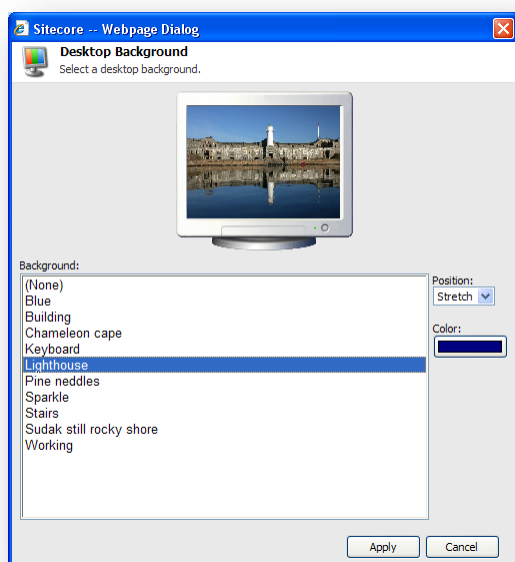 Sitecore -- Webpage Dialog
Desktop Background
Select a desktop background.
Background:
(None)
Blue
Building
Chameleon cape
Keyboard
Lighthouse
Pine neddles
Sparkle
Stairs
Sudak still rocky shore
Working
Position:
Stretch
Color:
Apply
Cancel